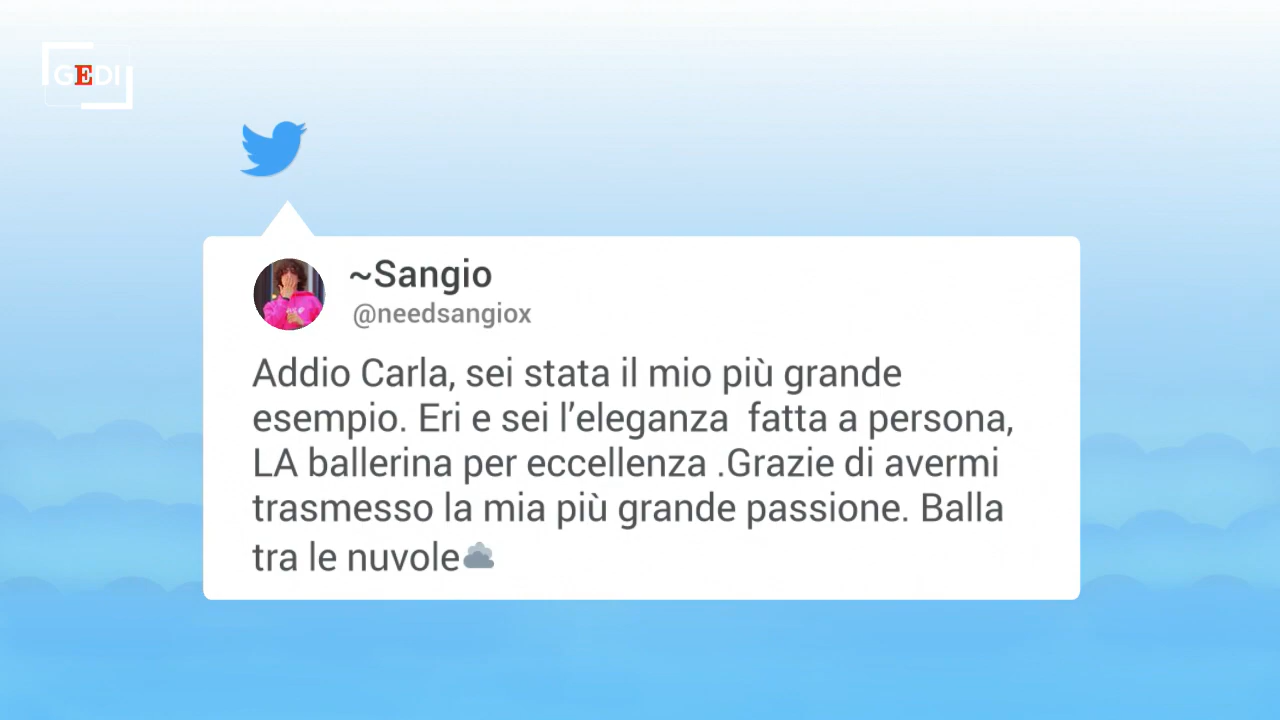 GEDI
~Sangio
@needsangiox
Addio Carla, sei stata il mio più grande
esempio. Eri e sei l’eleganza  fatta a persona,
LA ballerina per eccellenza .Grazie di avermi
trasmesso la mia più grande passione. Balla
tra le nuvole☁️